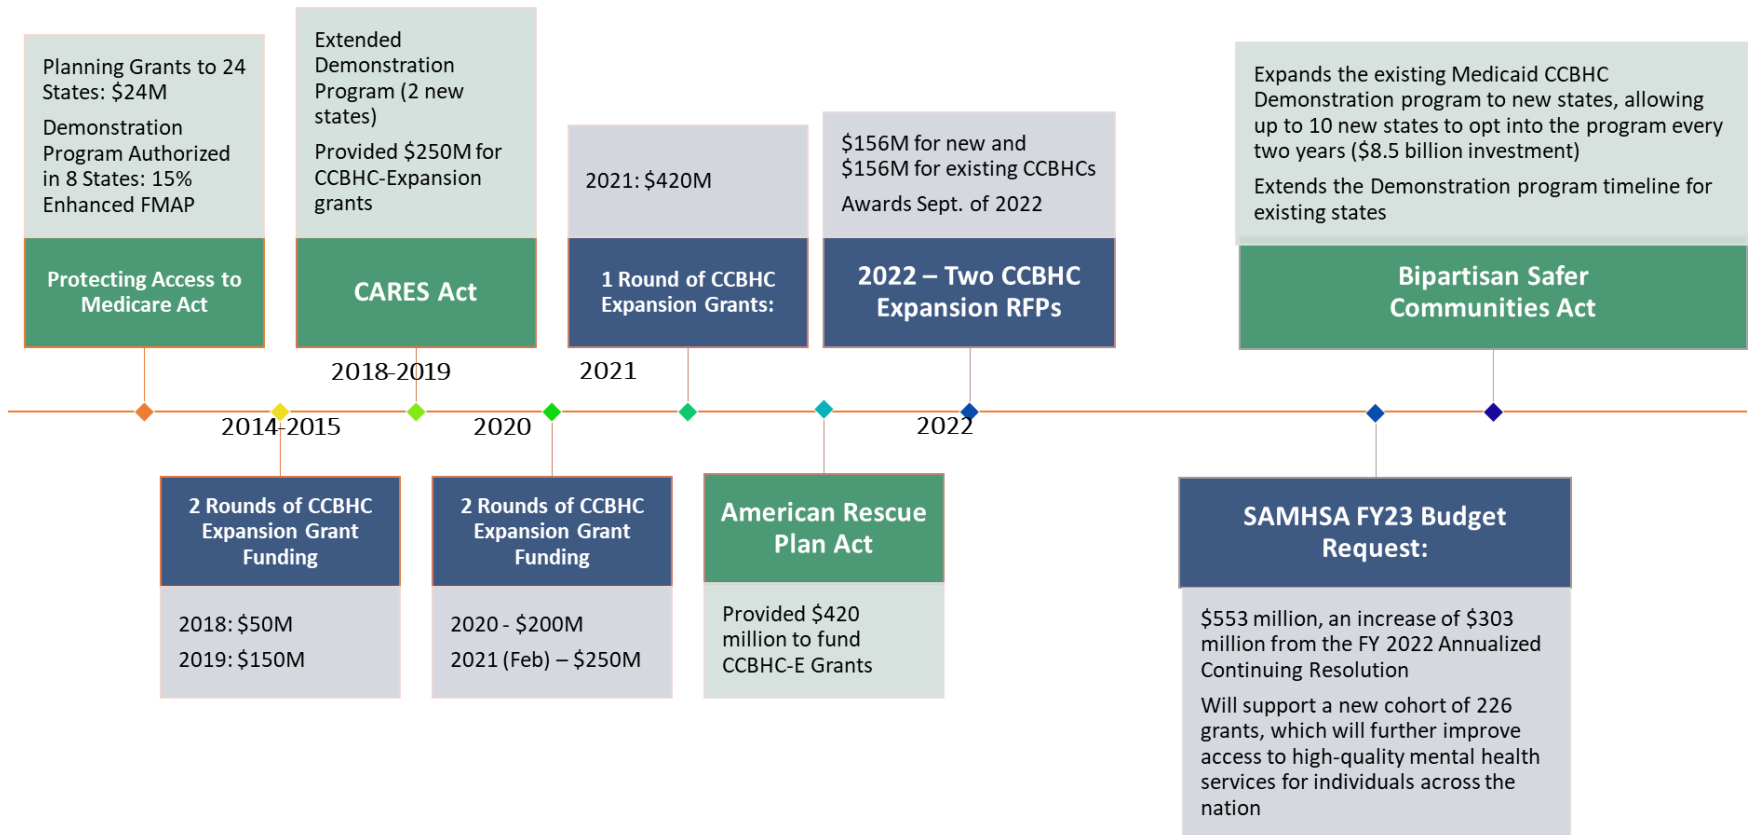 Planning Grants to 24
States: $24M
Demonstration
Program Authorized
in 8 States: 15%
Enhanced FMAP
Protecting Access to
Medicare Act
Extended
Demonstration
Program (2 new
states)
Provided $250M for
CCBHC-Expansion
grants
CARES Act
2021: $420M
1 Round of CCBHC
Expansion Grants:
$156M for new and
$156M for existing CCBHCs
Awards Sept. of 2022
2022 – Two CCBHC
Expansion RFPs
Expands the existing Medicaid CCBHC
Demonstration program to new states, allowing
up to 10 new states to opt into the program every
two years ($8.5 billion investment)
Extends the Demonstration program timeline for
existing states
Bipartisan Safer
Communities Act
2018-2019
2021
2014-2015
2020
2022
2 Rounds of CCBHC
Expansion Grant
Funding
2018: $50M
2019: $150M
2 Rounds of CCBHC
Expansion Grant
Funding
2020 - $200M
2021 (Feb) – $250M
American Rescue
Plan Act
Provided $420
million to fund
CCBHC-E Grants
SAMHSA FY23 Budget
Request:
$553 million, an increase of $303
million from the FY 2022 Annualized
Continuing Resolution
Will support a new cohort of 226
grants, which will further improve
access to high-quality mental health
services for individuals across the
nation